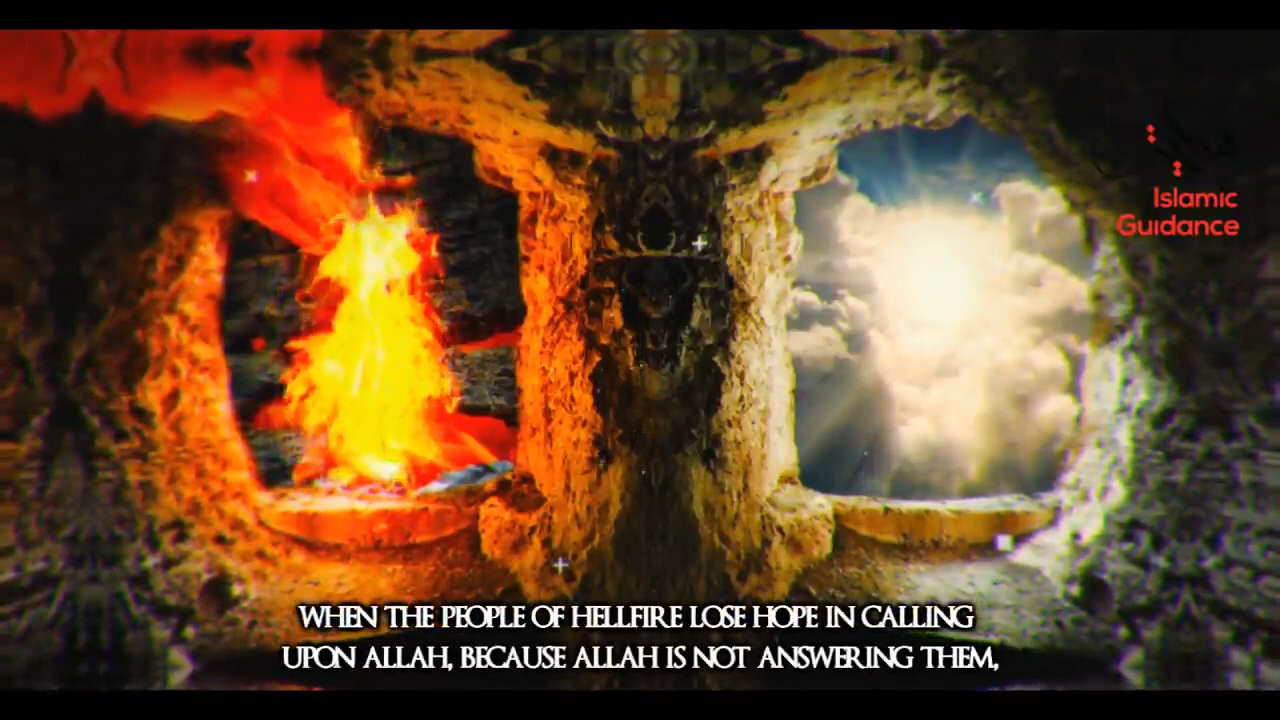 Islamic
Guidance
WHEN THE PEOPLE OF HELLFIRE LOSE HOPE IN CALLING
UPON ALLAH, BECAUSE ALLAH IS NOT ANSWERING THEM,